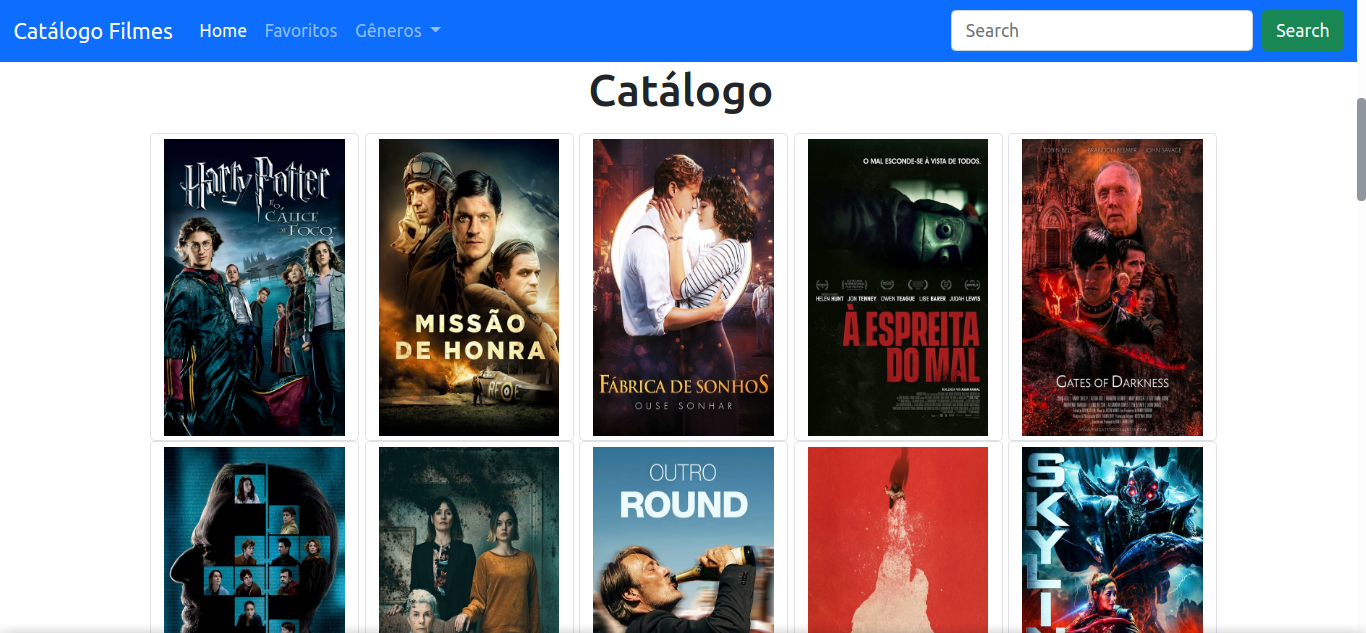 Catálogo Filmes Home Favoritos Gêneros Search Search
Catálogo
Harry Potter
E O
CÁLICE
DE FOGO
MISSÃO
DE HONRA
FÁBRICA DE SONHOS
OUSE SONHAR
O MAL ESCONDE-SE À VISTA DE TODOS.
HELEN HUNT JON TENNEY OWEN TEAGUE LIBE BARER JUDAH LEWIS
À ESPREITA
DO MAL
TOBIN BELL BRANDON BEEMER JOHN SAVAGE
GATES OF DARKNESS
OUTRO
ROUND
SKYLIN